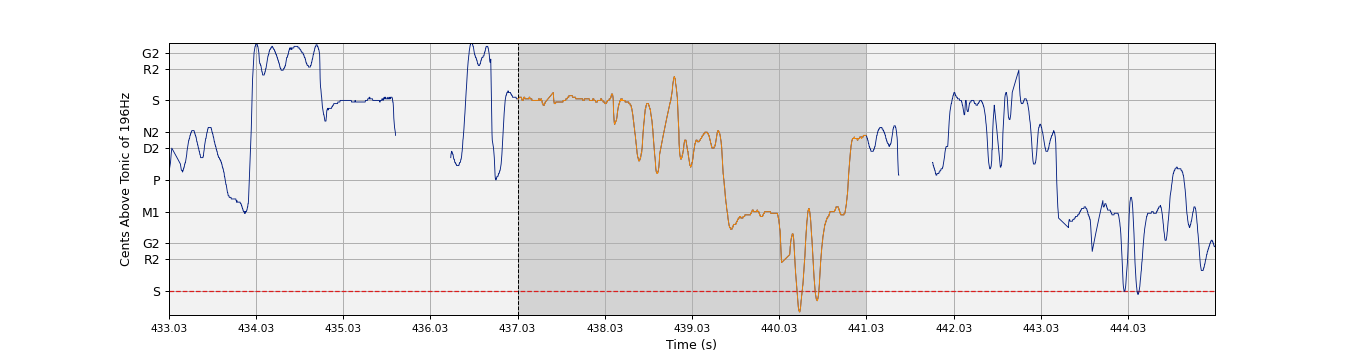 Cents Above Tonic of 196Hz
G2
R2
S
N2
D2
P
M1
G2
R2
S
433.03 434.03 435.03 436.03 437.03 438.03 439.03 440.03 441.03 442.03 443.03 444.03
Time (s)